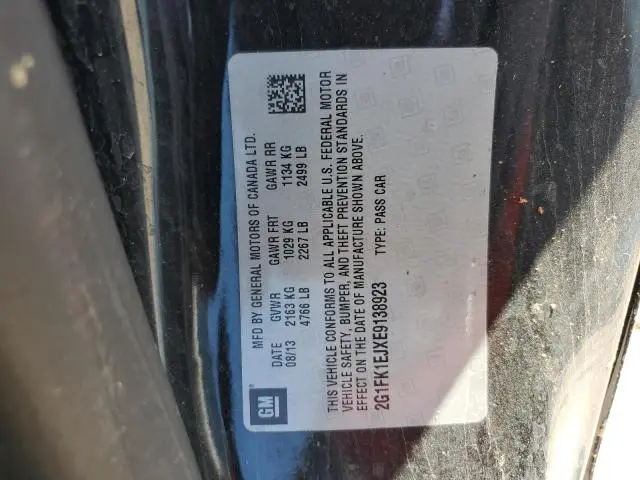 MFD BY GENERAL MOTORS OF CANADA LTD.
DATE GVWR GAWR FRT GAWR RR
08/13 2163 KG 1029 KG 1134 KG
4766 LB 2267 LB 2499 LB
THIS VEHICLE CONFORMS TO ALL APPLICABLE U.S. FEDERAL MOTOR
VEHICLE SAFETY, BUMPER, AND THEFT PREVENTION STANDARDS IN
EFFECT ON THE DATE OF MANUFACTURE SHOWN ABOVE.
2G1FK1EJXE9138923 TYPE: PASS CAR
GM